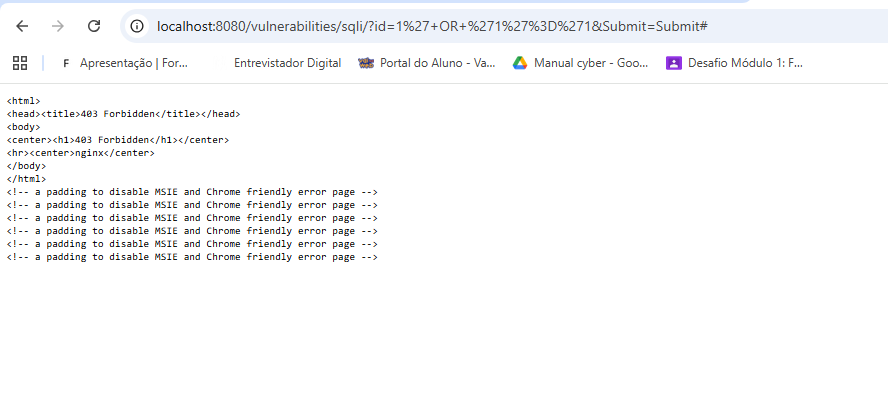 localhost:8080/vulnerabilities/sqli/?id=1%27+OR+%271%27%3D%271&Submit=Submit#
F Apresentação | For... Entrevistador Digital Portal do Aluno - Va... Manual cyber - Goo... Desafio Módulo 1: F...
<html>
<head><title>403 Forbidden</title></head>
<body>
<center><h1>403 Forbidden</h1></center>
<hr><center>nginx</center>
</body>
</html>
<!-- a padding to disable MSIE and Chrome friendly error page -->
<!-- a padding to disable MSIE and Chrome friendly error page -->
<!-- a padding to disable MSIE and Chrome friendly error page -->
<!-- a padding to disable MSIE and Chrome friendly error page -->
<!-- a padding to disable MSIE and Chrome friendly error page -->
<!-- a padding to disable MSIE and Chrome friendly error page -->